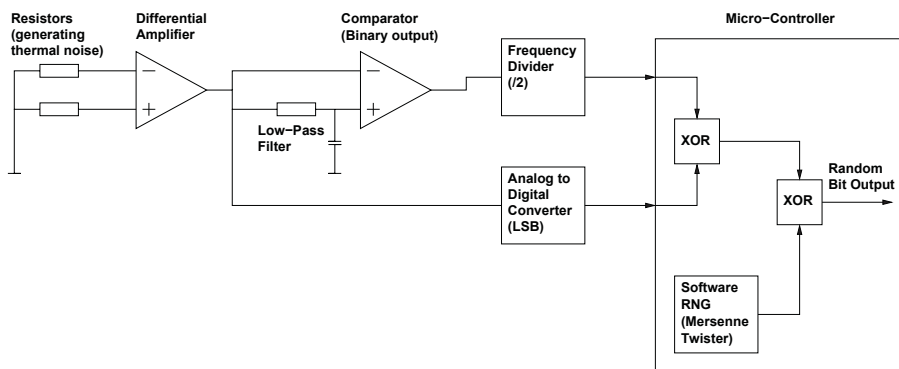 Resistors
(generating
thermal noise)
Differential
Amplifier
−
+
Comparator
(Binary output)
−
+
Low−Pass
Filter
Frequency
Divider
(/2)
Analog to
Digital
Converter
(LSB)
Micro−Controller
XOR
XOR
Random
Bit Output
Software
RNG
(Mersenne
Twister)